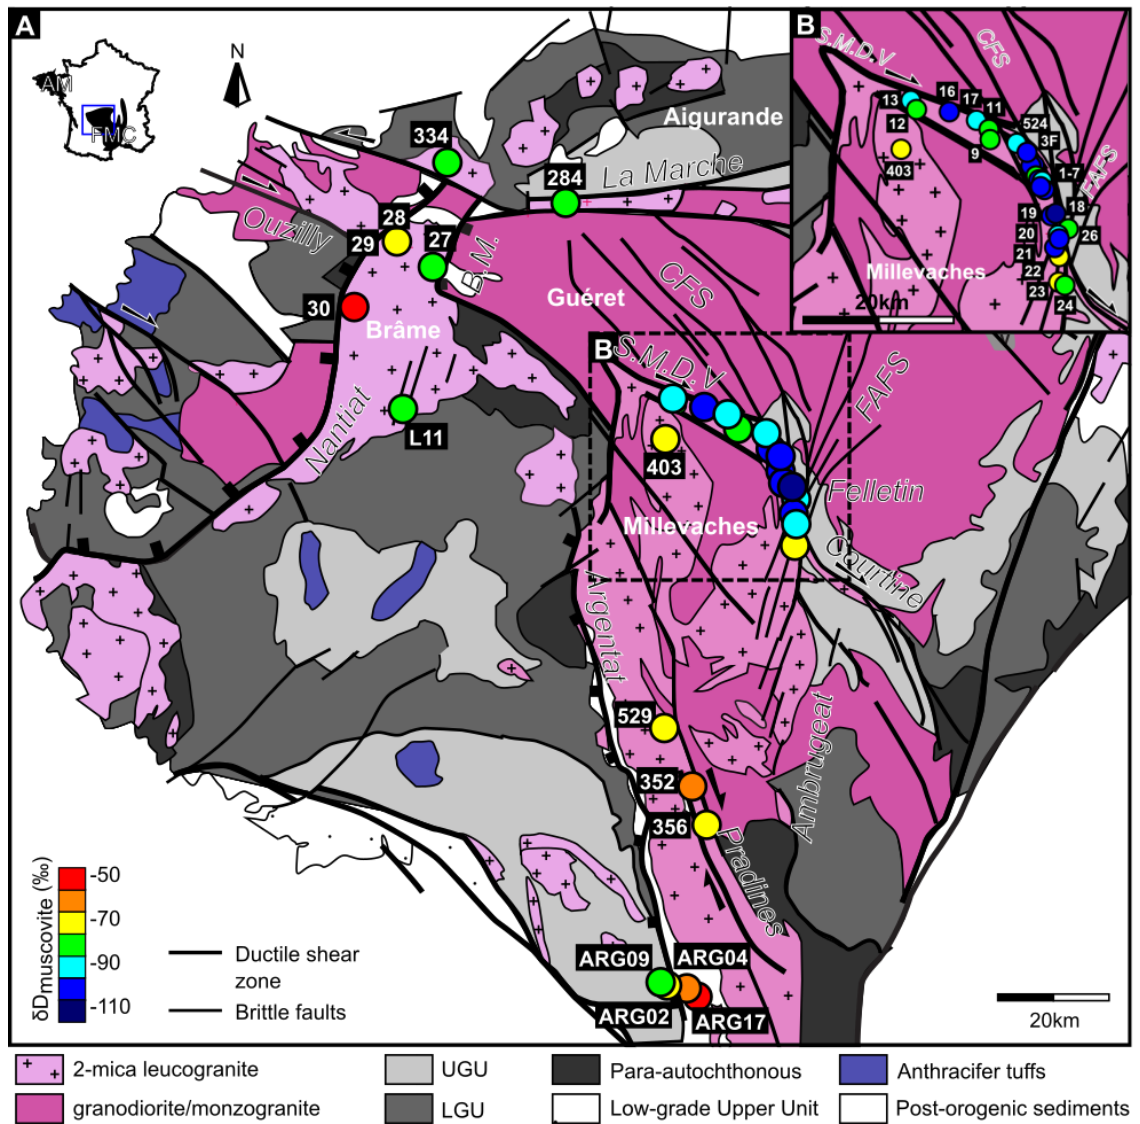 A
B
N
AM
FMC
Aigurande
La Marche
334
284
Ouzilly
28
29
27
B.M.
30
Brâme
Guéret
CFS
Nantiat
L11
B
S.M.D.V
FAFS
403
Millevaches
Felletin
Courtine
Argentat
529
352
356
Pradines
Ambrugeat
ARG09
ARG04
ARG02
ARG17
S.M.D.V
CFS
13
16
17
11
12
524
9
3F
403
1-7
FAFS
19
18
20
26
21
22
23
24
Millevaches
20km
δDmuscovite (‰)
-50
-70
-90
-110
Ductile shear
zone
Brittle faults
20km
2-mica leucogranite
UGU
Para-autochthonous
Anthracifer tuffs
granodiorite/monzogranite
LGU
Low-grade Upper Unit
Post-orogenic sediments